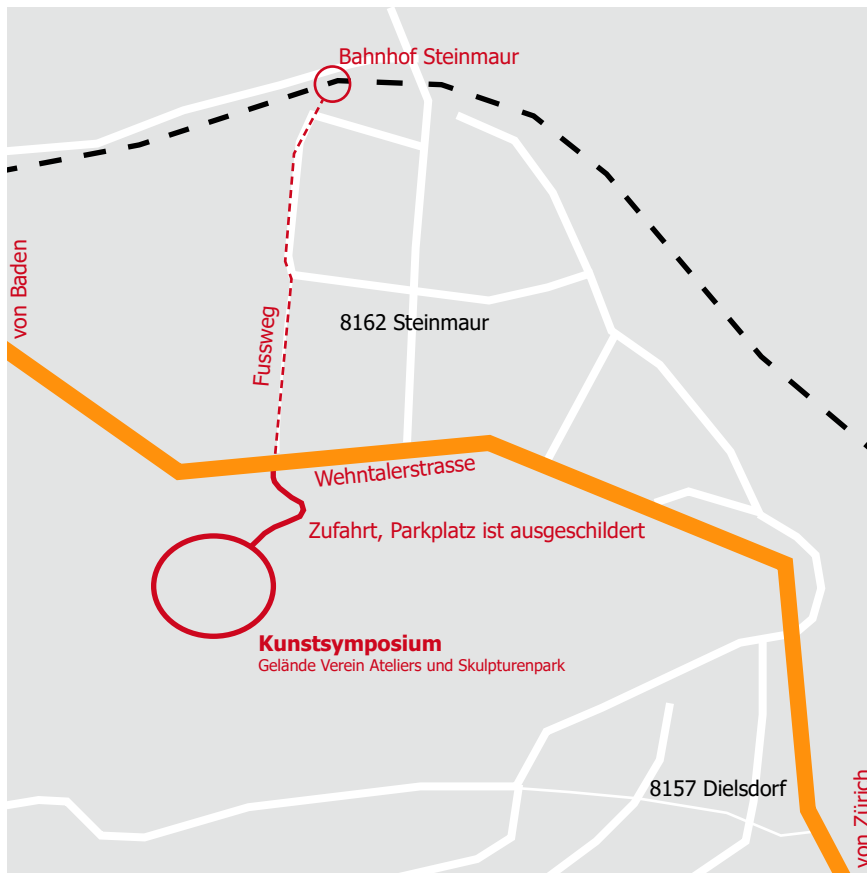 Bahnhof Steinmaur
von Baden
8162 Steinmaur
Fussweg
Wehntalerstrasse
Zufahrt, Parkplatz ist ausgeschildert
Kunstsymposium
Gelände Verein Ateliers und Skulpturenpark
8157 Dielsdorf
von Zürich